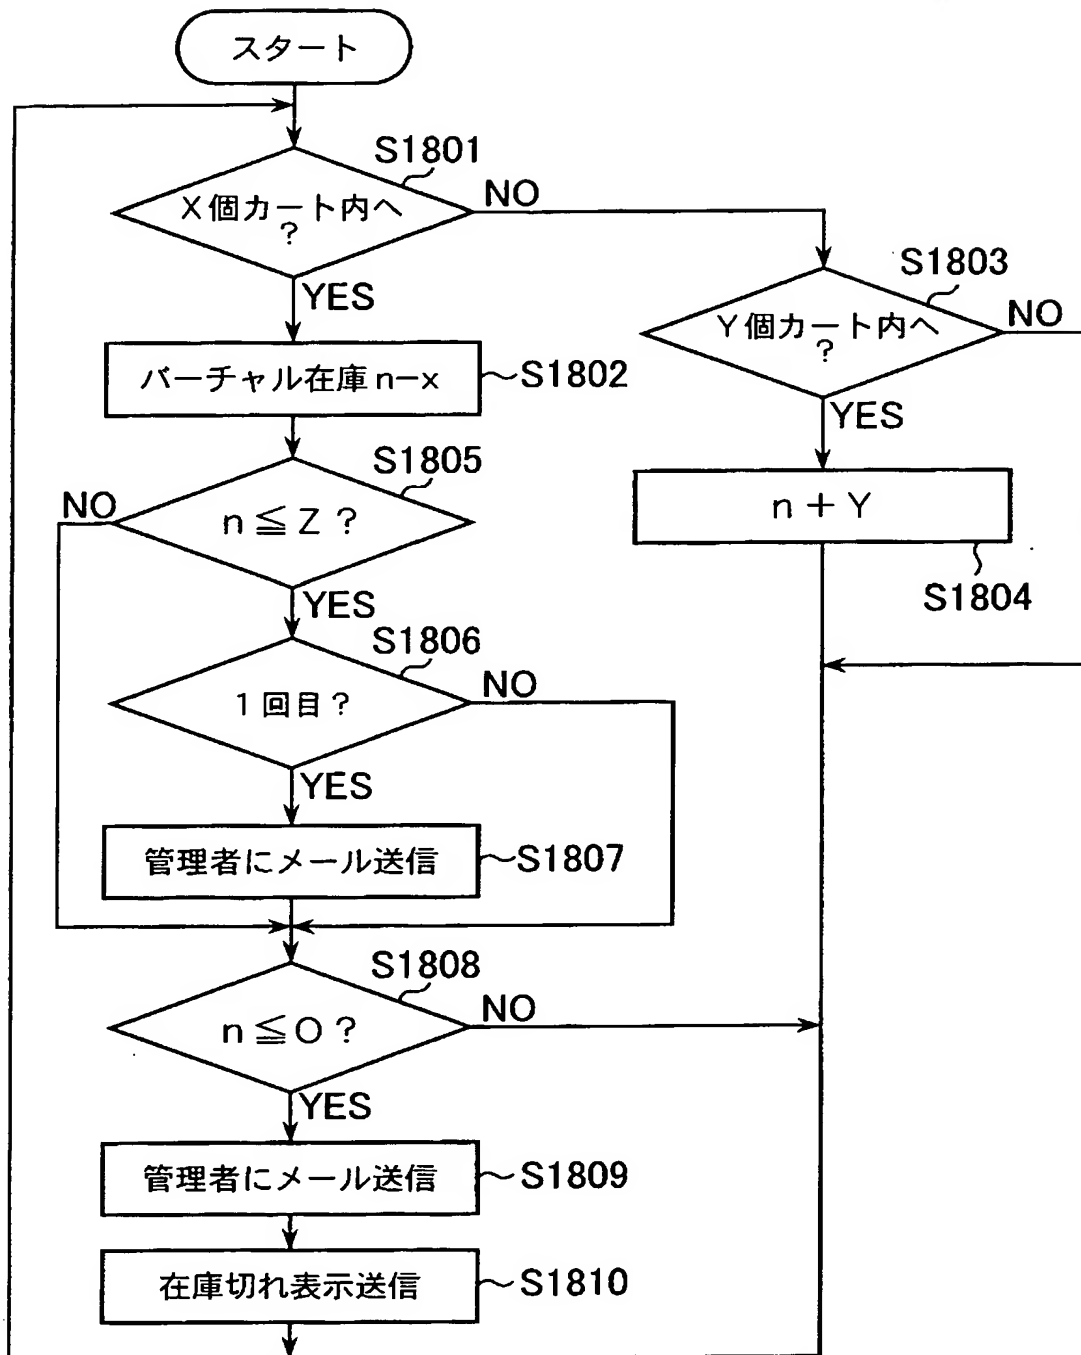 スタート
S1801
X個カート内へ
?
NO
YES
S1803
Y個カート内へ
?
NO
YES
バーチャル在庫n−x
S1802
n+Y
S1804
S1805
n≦Z?
NO
YES
S1806
1回目?
NO
YES
管理者にメール送信
S1807
S1808
n≦O?
NO
YES
管理者にメール送信
S1809
在庫切れ表示送信
S1810